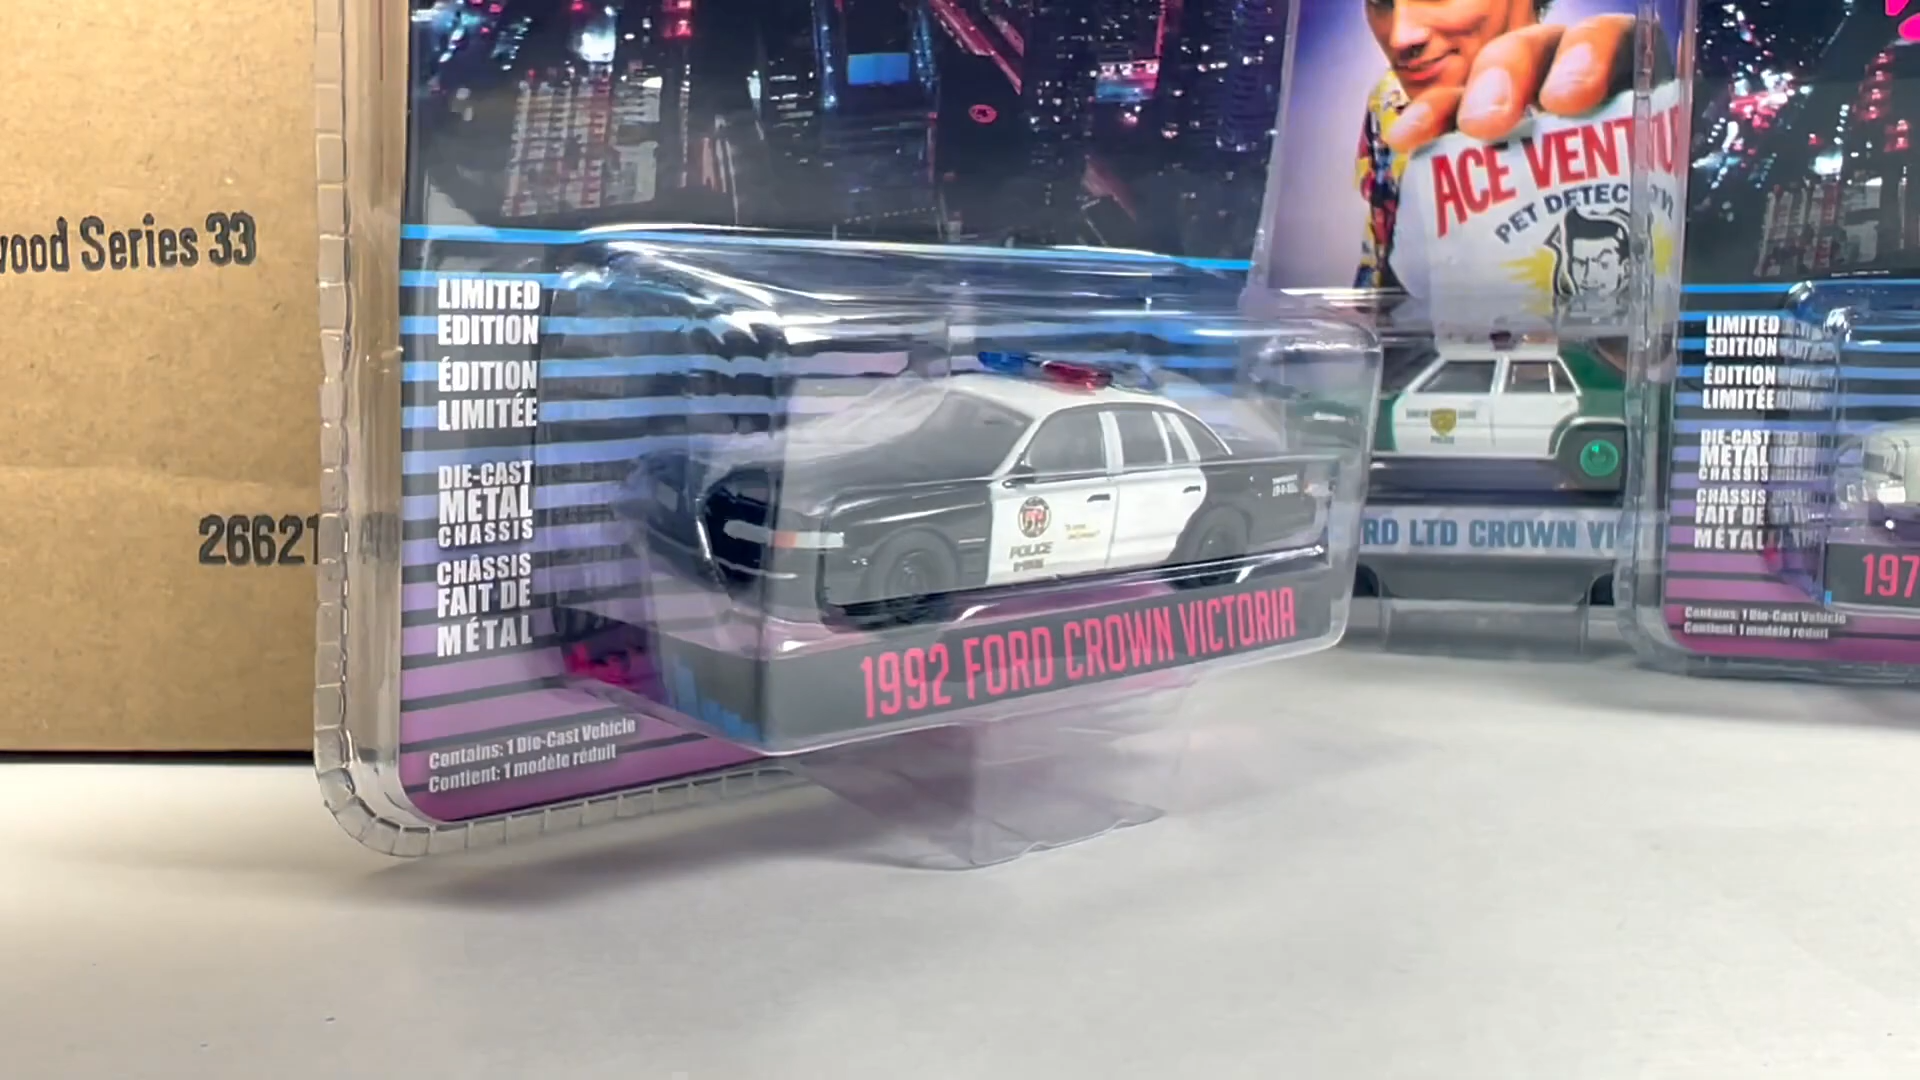 wood Series 33
26621
LIMITED
EDITION
ÉDITION
LIMITÉE
DIE-CAST
METAL
CHASSIS
CHÂSSIS
FAIT DE
MÉTAL
Contains: 1 Die-Cast Vehicle
Contient: 1 modèle réduit
POLICE
1992 FORD CROWN VICTORIA
ACE VENTU
PET DETEC
POLICE
RD LTD CROWN VIC
LIMITED
EDITION
ÉDITION
LIMITÉE
DIE-CAST
METAL
CHASSIS
CHÂSSIS
FAIT DE
MÉTAL
Contains: 1 Die-Cast Vehicle
Contient: 1 modèle réduit
197